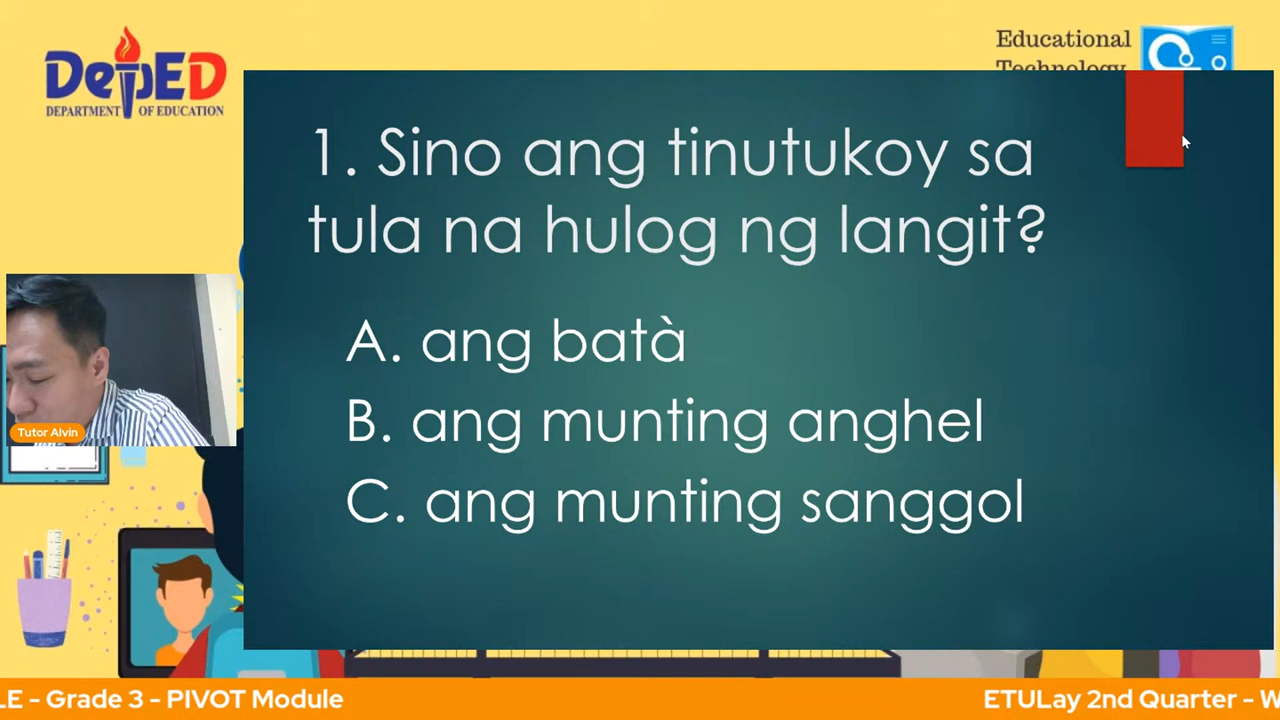 DepED
DEPARTMENT OF EDUCATION
Educational
Technology
1. Sino ang tinutukoy sa
tula na hulog ng langit?
A. ang batà
B. ang munting anghel
C. ang munting sanggol
Tutor Alvin
LE - Grade 3 - PIVOT Module
ETULay 2nd Quarter - W